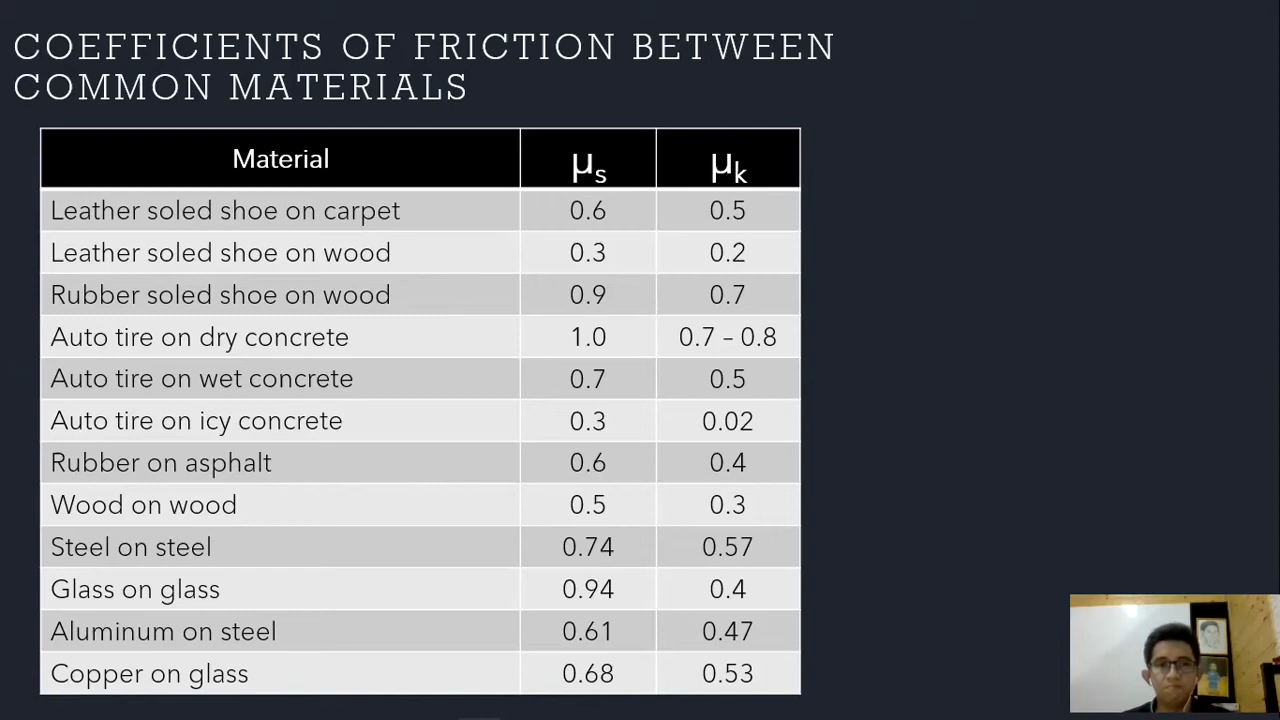 COEFFICIENTS OF FRICTION BETWEEN
COMMON MATERIALS
Material μs μk
Leather soled shoe on carpet 0.6 0.5
Leather soled shoe on wood 0.3 0.2
Rubber soled shoe on wood 0.9 0.7
Auto tire on dry concrete 1.0 0.7 – 0.8
Auto tire on wet concrete 0.7 0.5
Auto tire on icy concrete 0.3 0.02
Rubber on asphalt 0.6 0.4
Wood on wood 0.5 0.3
Steel on steel 0.74 0.57
Glass on glass 0.94 0.4
Aluminum on steel 0.61 0.47
Copper on glass 0.68 0.53